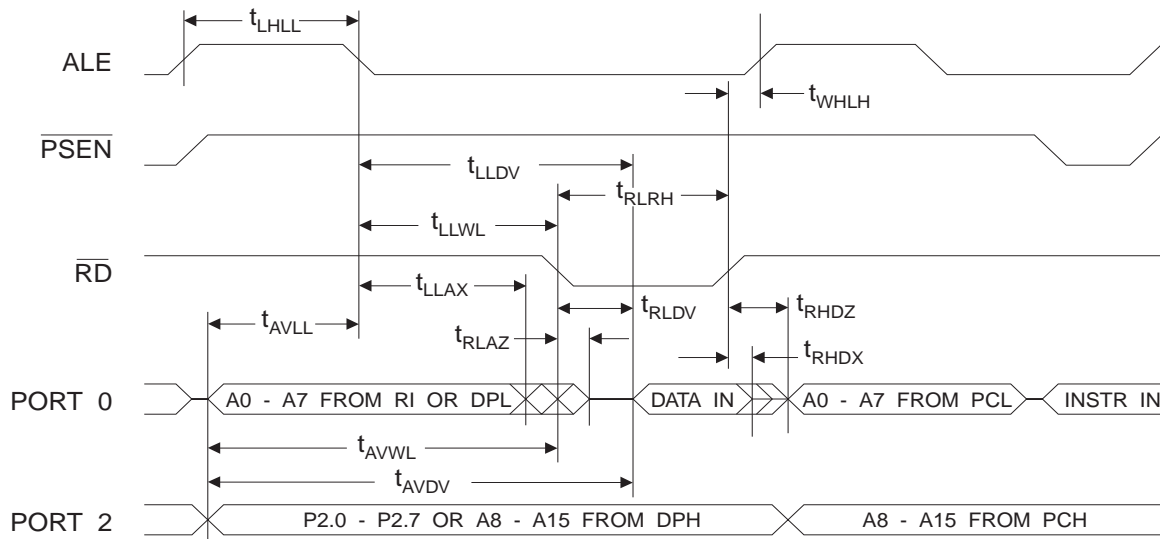 tLHLL
ALE
tWHLH
PSEN
tLLDV
tRLRH
tLLWL
RD
tLLAX
tRLDV
tRHDZ
tAVLL
tRLAZ
tRHDX
PORT 0
A0 - A7 FROM RI OR DPL
DATA IN
A0 - A7 FROM PCL
INSTR IN
tAVWL
tAVDV
PORT 2
P2.0 - P2.7 OR A8 - A15 FROM DPH
A8 - A15 FROM PCH